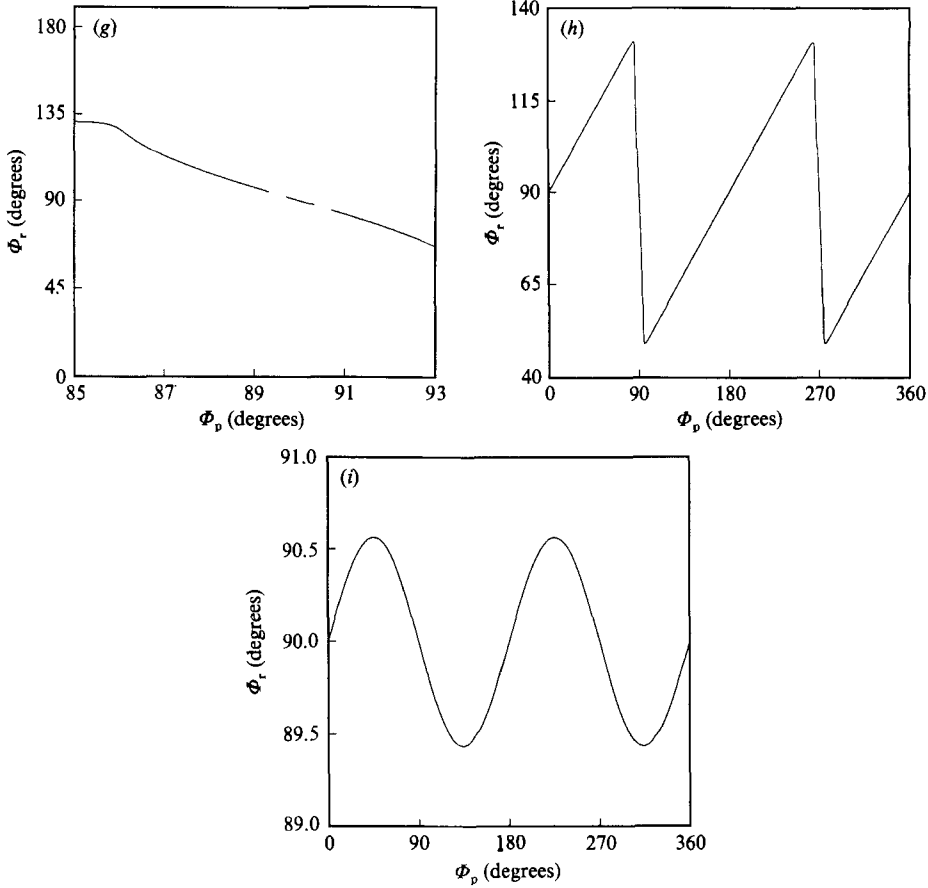 (g)
180
135
90
45
0
Φr (degrees)
85 87 89 91 93
Φp (degrees)
(h)
140
115
90
65
40
Φr (degrees)
0 90 180 270 360
Φp (degrees)
(i)
91.0
90.5
90.0
89.5
89.0
Φr (degrees)
0 90 180 270 360
Φp (degrees)